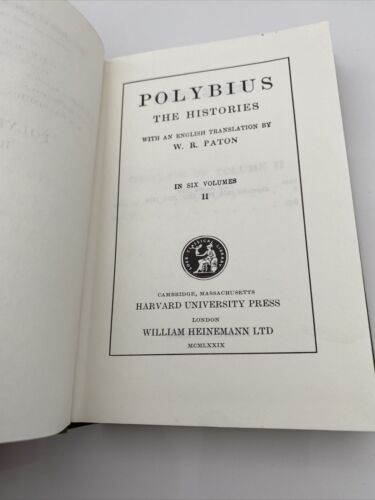 POLYBIUS
THE HISTORIES
WITH AN ENGLISH TRANSLATION BY
W. R. PATON
IN SIX VOLUMES
II
CAMBRIDGE, MASSACHUSETTS
HARVARD UNIVERSITY PRESS
LONDON
WILLIAM HEINEMANN LTD
MCMLXXIX